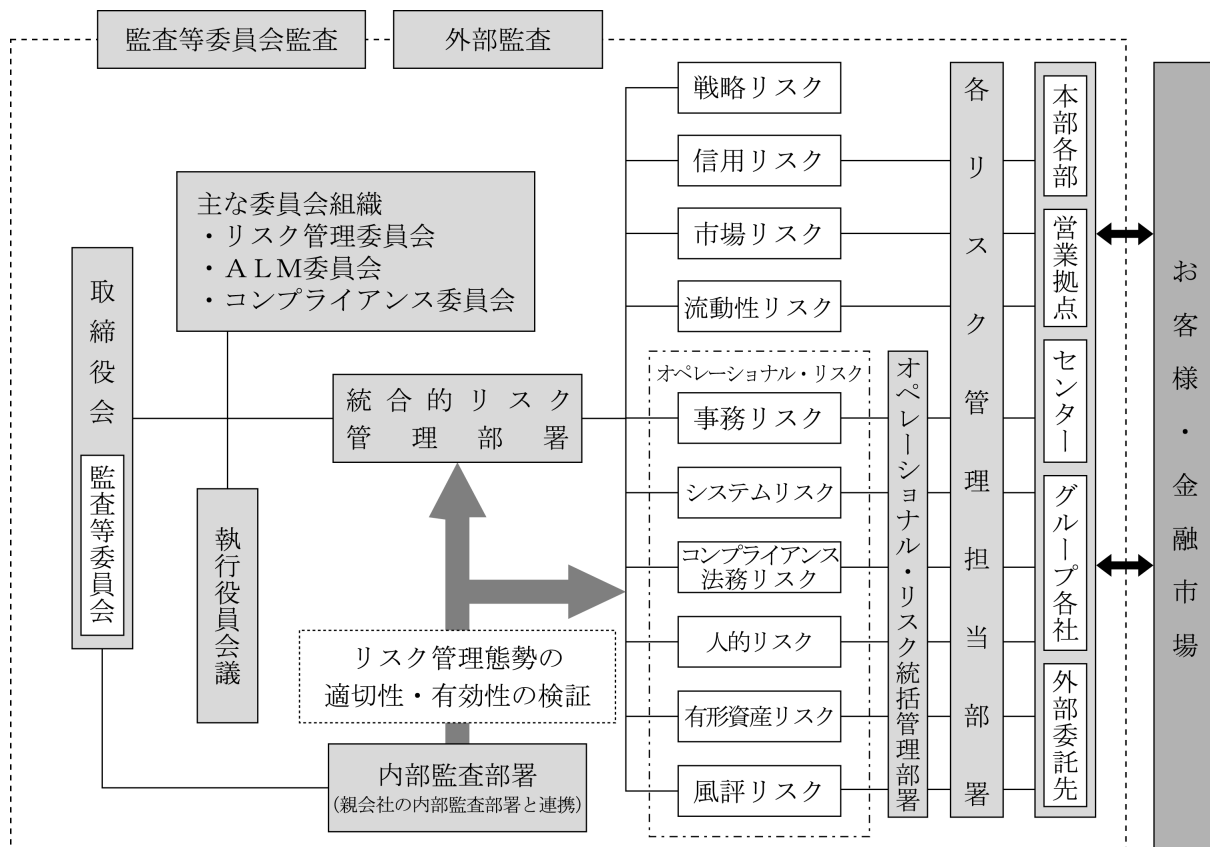 監査等委員会監査
外部監査
主な委員会組織
・リスク管理委員会
・ＡＬＭ委員会
・コンプライアンス委員会
取締役会
監査等委員会
執行役員会議
統合的リスク
管理部署
リスク管理態勢の
適切性・有効性の検証
内部監査部署
(親会社の内部監査部署と連携)
戦略リスク
信用リスク
市場リスク
流動性リスク
オペレーショナル・リスク
事務リスク
システムリスク
コンプライアンス
法務リスク
人的リスク
有形資産リスク
風評リスク
オペレーショナル・リスク統括管理部署
各リスク管理担当部署
本部各部
営業拠点
センター
グループ各社
外部委託先
お客様・金融市場